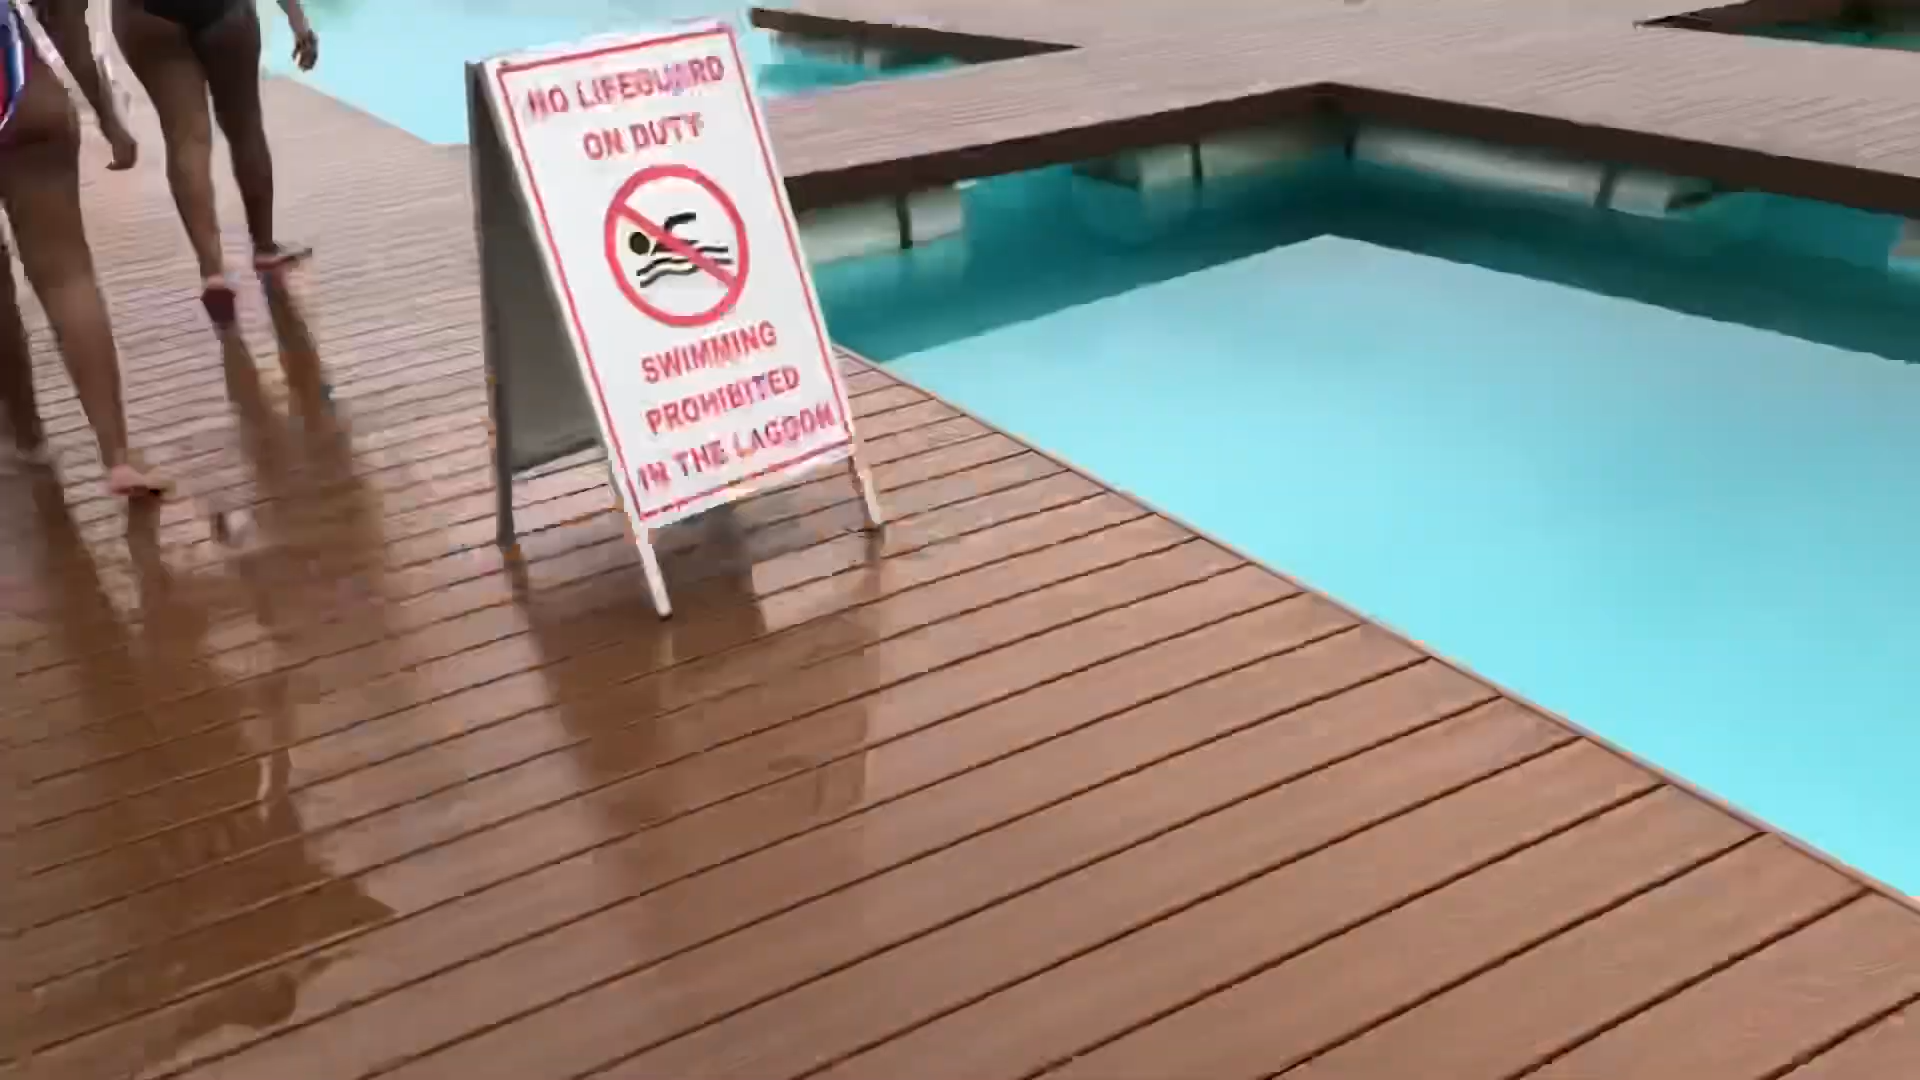 NO LIFEGUARD
ON DUTY
SWIMMING
PROHIBITED
IN THE LAGOON